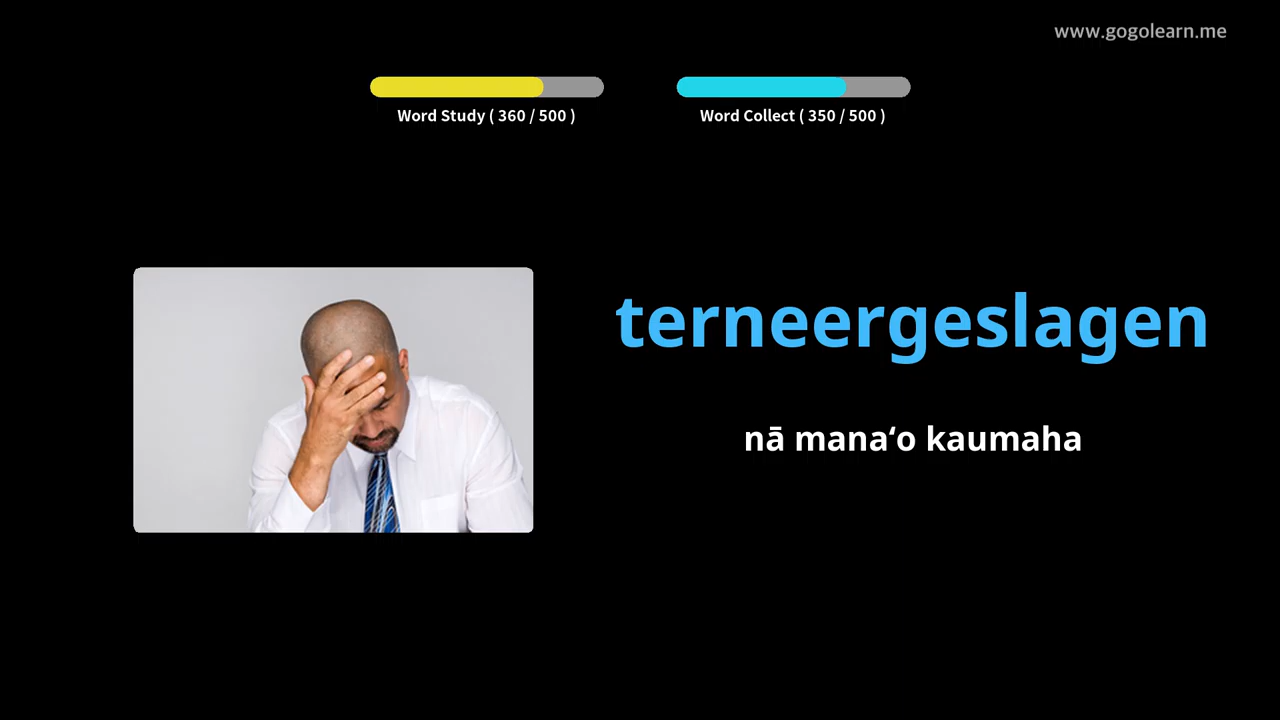 www.gogolearn.me
Word Study ( 360 / 500 )
Word Collect ( 350 / 500 )
terneergeslagen
nā manaʻo kaumaha